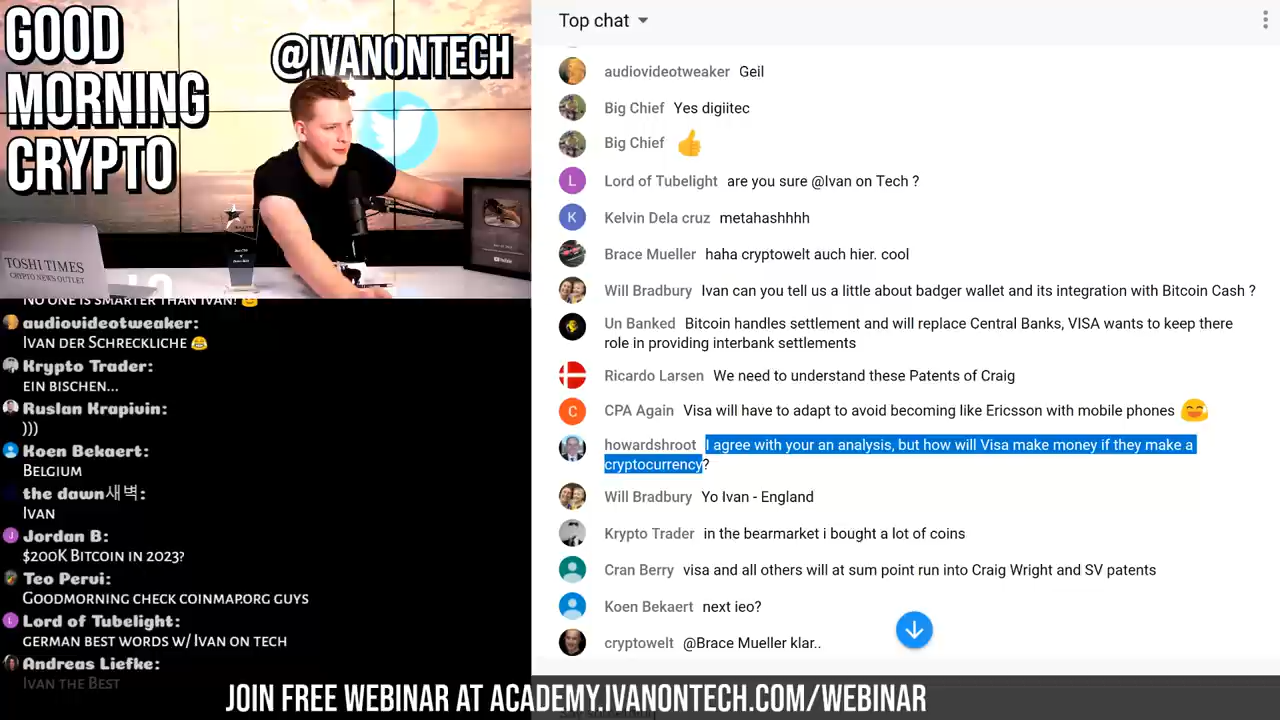 GOOD
MORNING
CRYPTO
@IVANONTECH
TOSHI TIMES
CRYPTO NEWS OUTLET
NO ONE IS SMARTER THAN IVAN! 😄
audiovideotweaker:
IVAN DER SCHRECKLICHE 😂
Krypto Trader:
EIN BISCHEN...
Ruslan Krapivin:
)))
Koen Bekaert:
BELGIUM
the dawn새벽:
IVAN
Jordan B:
$200K BITCOIN IN 2023?
Teo Pervi:
GOODMORNING CHECK COINMAP.ORG GUYS
Lord of Tubelight:
GERMAN BEST WORDS W/ IVAN ON TECH
Andreas Liefke:
IVAN THE BEST
Top chat
audiovideotweaker Geil
Big Chief Yes digiitec
Big Chief 👍
L Lord of Tubelight are you sure @Ivan on Tech ?
K Kelvin Dela cruz metahashhhh
Brace Mueller haha cryptowelt auch hier. cool
Will Bradbury Ivan can you tell us a little about badger wallet and its integration with Bitcoin Cash ?
Un Banked Bitcoin handles settlement and will replace Central Banks, VISA wants to keep there
role in providing interbank settlements
Ricardo Larsen We need to understand these Patents of Craig
C CPA Again Visa will have to adapt to avoid becoming like Ericsson with mobile phones 😄
howardshroot I agree with your an analysis, but how will Visa make money if they make a
cryptocurrency?
Will Bradbury Yo Ivan - England
Krypto Trader in the bearmarket i bought a lot of coins
Cran Berry visa and all others will at sum point run into Craig Wright and SV patents
Koen Bekaert next ieo?
cryptowelt @Brace Mueller klar..
JOIN FREE WEBINAR AT ACADEMY.IVANONTECH.COM/WEBINAR